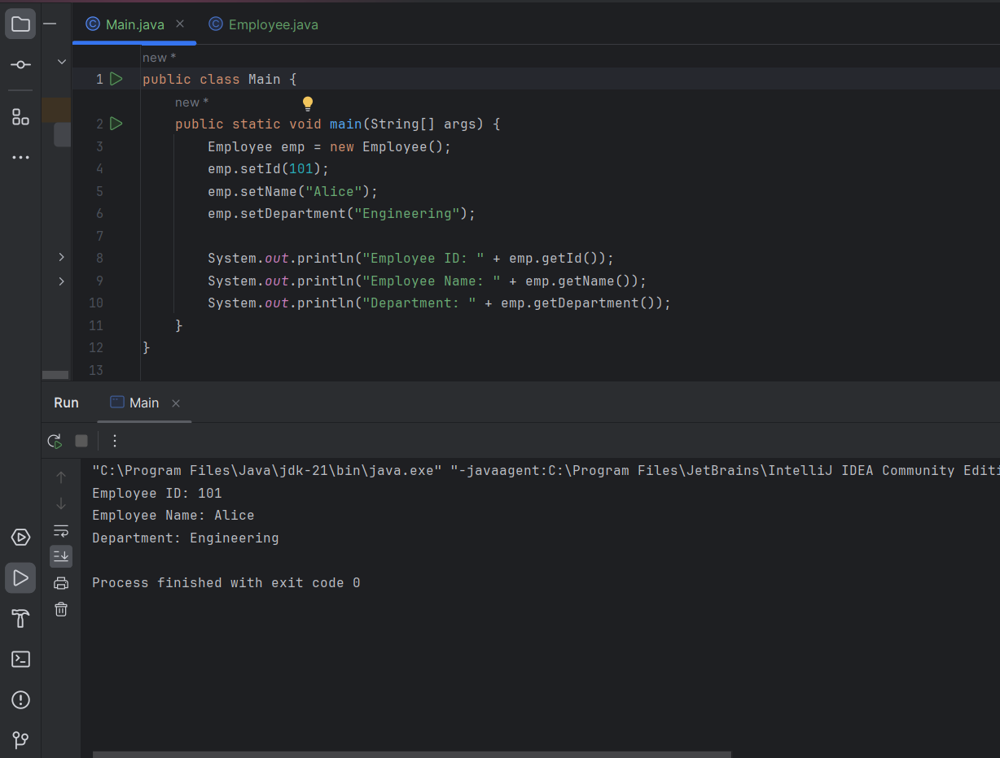 Main.java
Employee.java
new *
1 public class Main {
new *
2 public static void main(String[] args) {
3 Employee emp = new Employee();
4 emp.setId(101);
5 emp.setName("Alice");
6 emp.setDepartment("Engineering");
7
8 System.out.println("Employee ID: " + emp.getId());
9 System.out.println("Employee Name: " + emp.getName());
10 System.out.println("Department: " + emp.getDepartment());
11 }
12 }
13
Run Main
"C:\Program Files\Java\jdk-21\bin\java.exe" "-javaagent:C:\Program Files\JetBrains\IntelliJ IDEA Community Editi
Employee ID: 101
Employee Name: Alice
Department: Engineering
Process finished with exit code 0